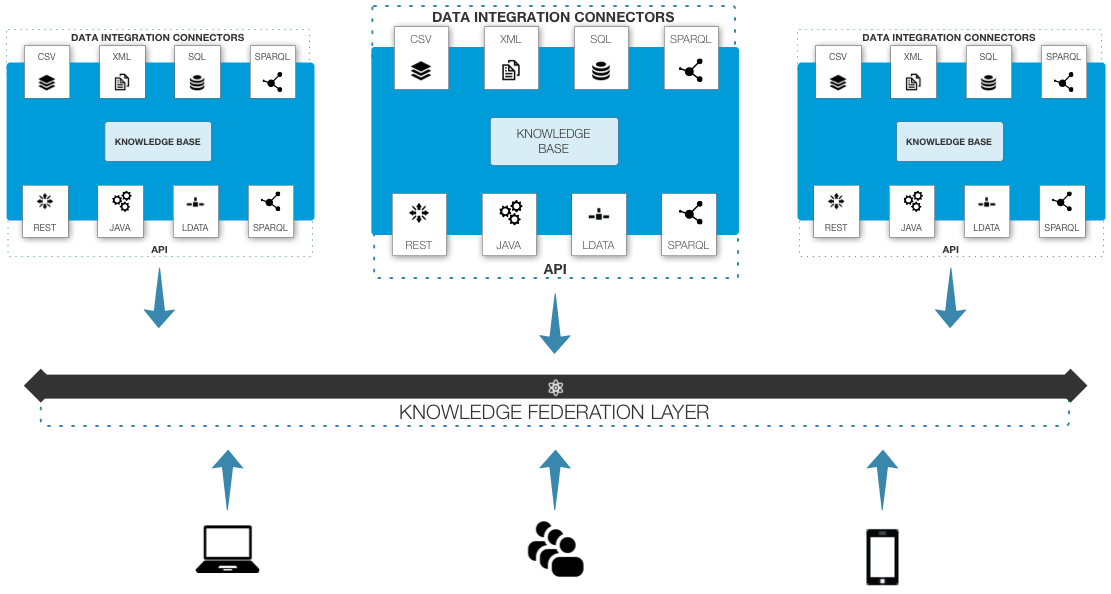 DATA INTEGRATION CONNECTORS
CSV XML SQL SPARQL
KNOWLEDGE BASE
REST JAVA LDATA SPARQL
API
DATA INTEGRATION CONNECTORS
CSV XML SQL SPARQL
KNOWLEDGE
BASE
REST JAVA LDATA SPARQL
API
DATA INTEGRATION CONNECTORS
CSV XML SQL SPARQL
KNOWLEDGE BASE
REST JAVA LDATA SPARQL
API
KNOWLEDGE FEDERATION LAYER